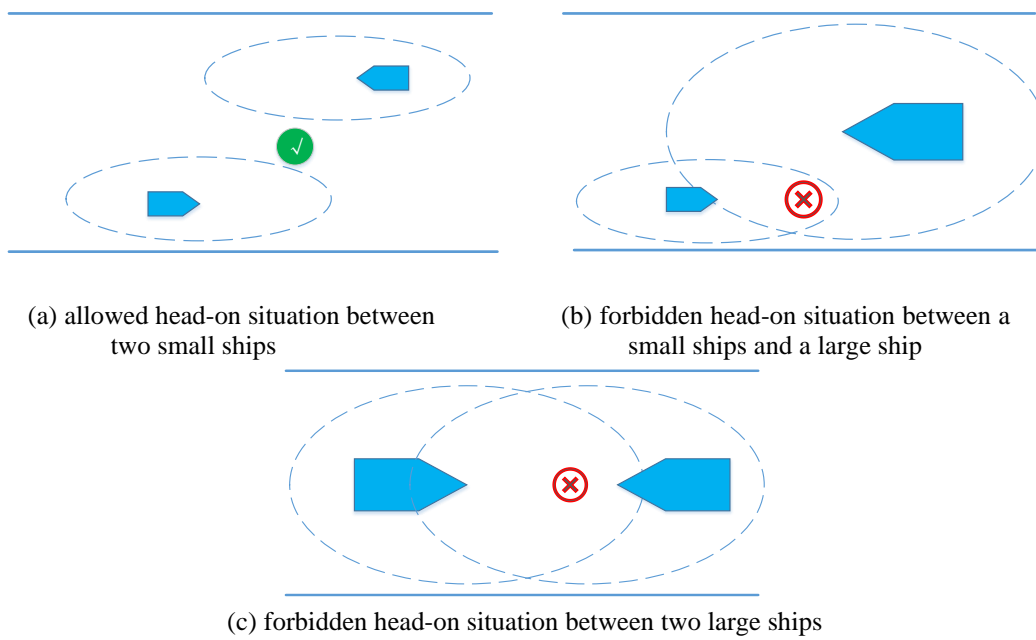 √
(a) allowed head-on situation between
two small ships
(b) forbidden head-on situation between a
small ships and a large ship
(c) forbidden head-on situation between two large ships